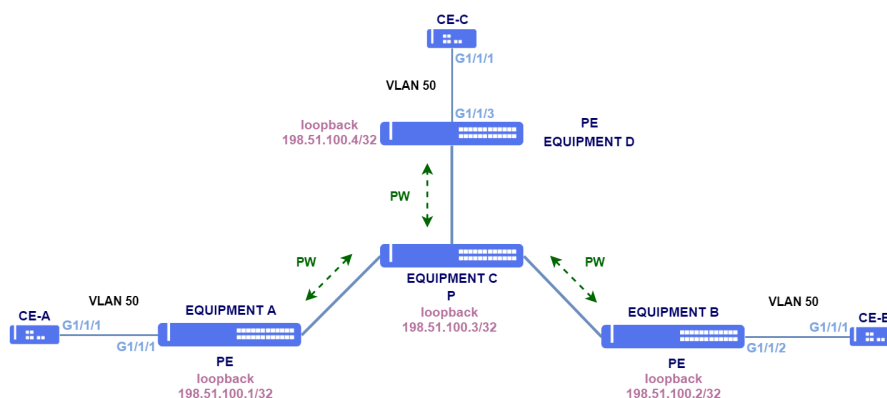 CE-C
G1/1/1
VLAN 50
G1/1/3
loopback
198.51.100.4/32
PE
EQUIPMENT D
PW
PW
PW
EQUIPMENT C
P
loopback
198.51.100.3/32
VLAN 50
CE-A
G1/1/1
G1/1/1
EQUIPMENT A
PE
loopback
198.51.100.1/32
EQUIPMENT B
PE
loopback
198.51.100.2/32
VLAN 50
G1/1/1
G1/1/2
CE-B